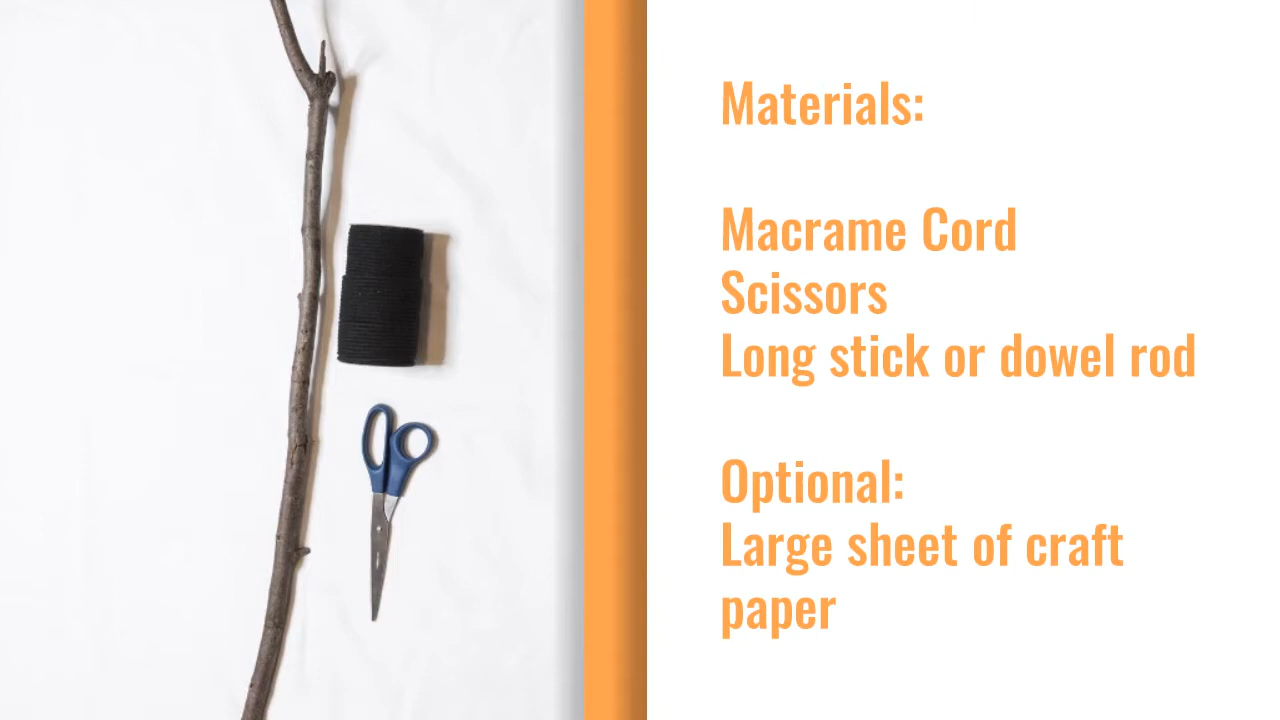 Materials:
Macrame Cord
Scissors
Long stick or dowel rod
Optional:
Large sheet of craft
paper